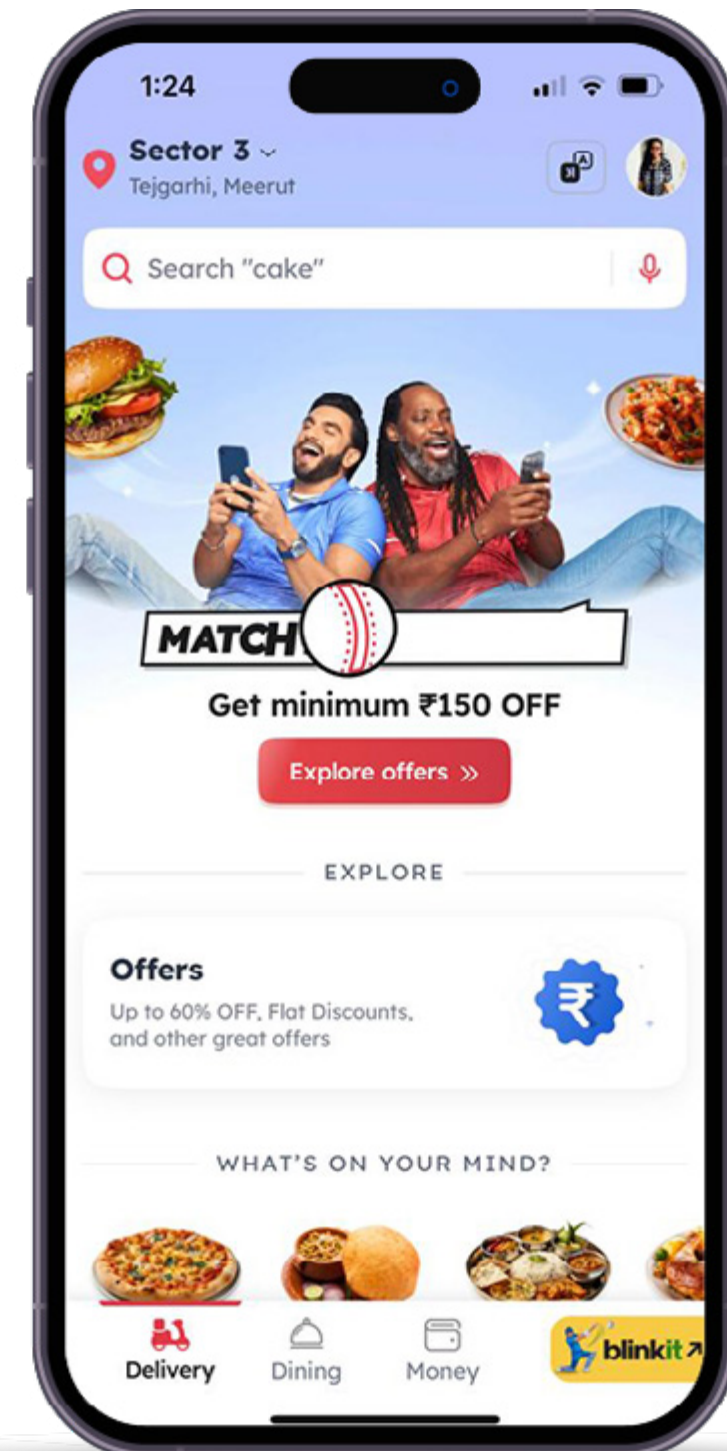 1:24
Sector 3
Tejgarhi, Meerut
Search "cake"
MATCH
Get minimum ₹150 OFF
Explore offers »
EXPLORE
Offers
Up to 60% OFF, Flat Discounts,
and other great offers
₹
WHAT'S ON YOUR MIND?
Delivery
Dining
Money
blinkit